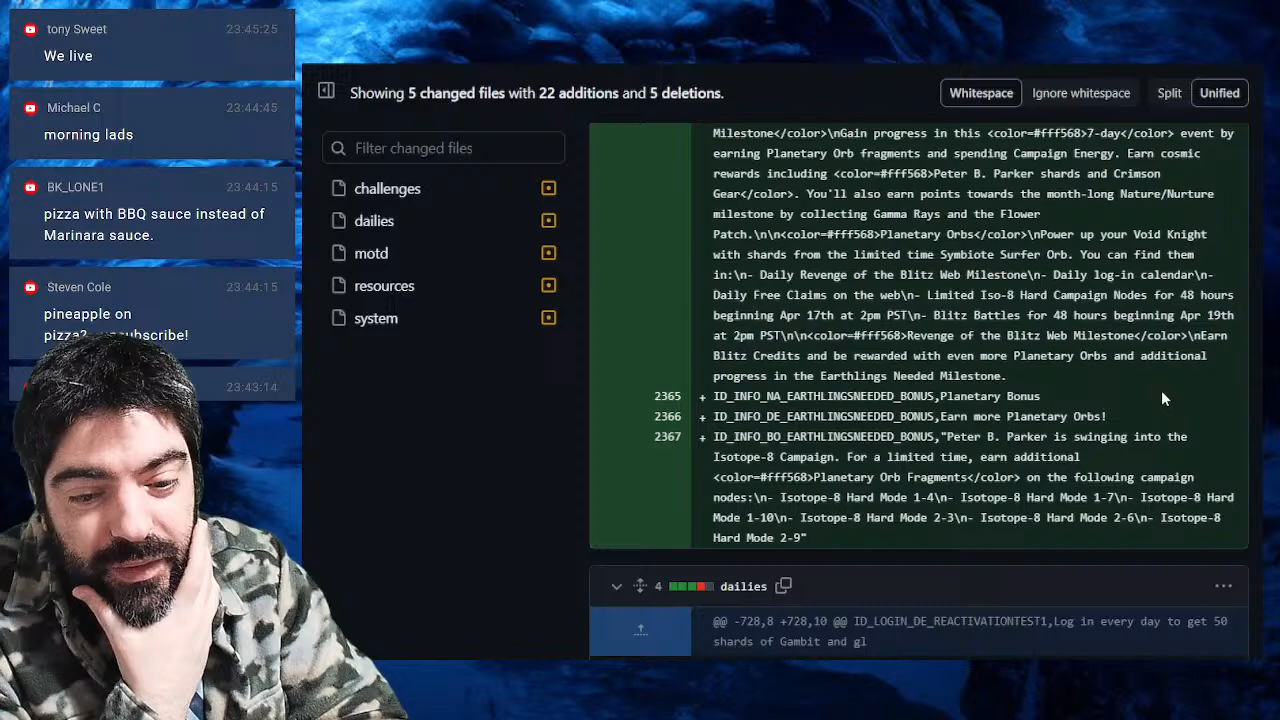 tony Sweet
23:45:25
We live
Michael C
23:44:45
morning lads
BK_LONE1
23:44:15
pizza with BBQ sauce instead of
Marinara sauce.
Steven Cole
23:44:15
pineapple on
23:43:14
Showing 5 changed files with 22 additions and 5 deletions.
Whitespace
Ignore whitespace
Split
Unified
Filter changed files
challenges
dailies
motd
resources
system
Milestone</color>\nGain progress in this <color=#fff568>7-day</color> event by
earning Planetary Orb fragments and spending Campaign Energy. Earn cosmic
rewards including <color=#fff568>Peter B. Parker shards and Crimson
Gear</color>. You'll also earn points towards the month-long Nature/Nurture
milestone by collecting Gamma Rays and the Flower
Patch.\n\n<color=#fff568>Planetary Orbs</color>\nPower up your Void Knight
with shards from the limited time Symbiote Surfer Orb. You can find them
in:\n- Daily Revenge of the Blitz Web Milestone\n- Daily log-in calendar\n-
Daily Free Claims on the web\n- Limited Iso-8 Hard Campaign Nodes for 48 hours
beginning Apr 17th at 2pm PST\n- Blitz Battles for 48 hours beginning Apr 19th
at 2pm PST\n\n<color=#fff568>Revenge of the Blitz Web Milestone</color>\nEarn
Blitz Credits and be rewarded with even more Planetary Orbs and additional
progress in the Earthlings Needed Milestone.
2365 + ID_INFO_NA_EARTHLINGSNEEDED_BONUS,Planetary Bonus
2366 + ID_INFO_DE_EARTHLINGSNEEDED_BONUS,Earn more Planetary Orbs!
2367 + ID_INFO_BO_EARTHLINGSNEEDED_BONUS,"Peter B. Parker is swinging into the
Isotope-8 Campaign. For a limited time, earn additional
<color=#fff568>Planetary Orb Fragments</color> on the following campaign
nodes:\n- Isotope-8 Hard Mode 1-4\n- Isotope-8 Hard Mode 1-7\n- Isotope-8 Hard
Mode 1-10\n- Isotope-8 Hard Mode 2-3\n- Isotope-8 Hard Mode 2-6\n- Isotope-8
Hard Mode 2-9"
4 dailies
@@ -728,8 +728,10 @@ ID_LOGIN_DE_REACTIVATIONTEST1,Log in every day to get 50
shards of Gambit and gl